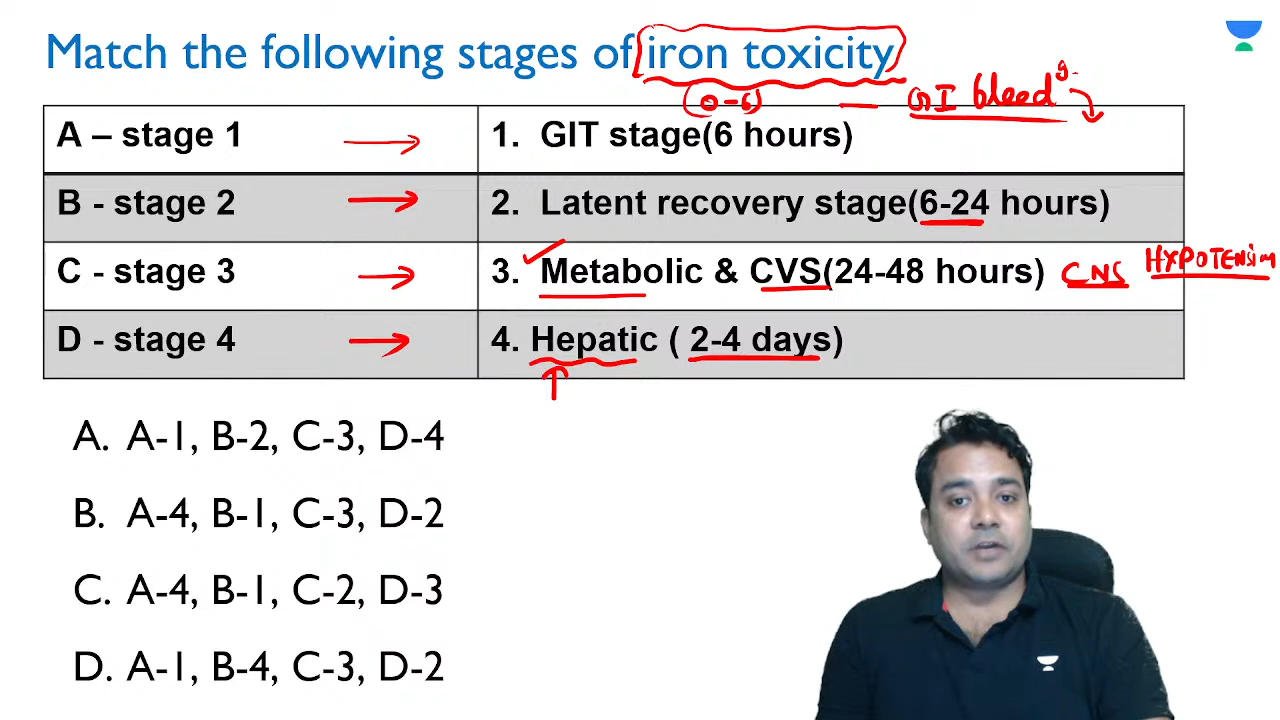 Match the following stages of iron toxicity
0-6 — GI bleed
A – stage 1 → 1. GIT stage(6 hours)
B - stage 2 → 2. Latent recovery stage(6-24 hours)
C - stage 3 → 3. Metabolic & CVS(24-48 hours) CNS HYPOTENSION
D - stage 4 → 4. Hepatic ( 2-4 days)
A. A-1, B-2, C-3, D-4
B. A-4, B-1, C-3, D-2
C. A-4, B-1, C-2, D-3
D. A-1, B-4, C-3, D-2